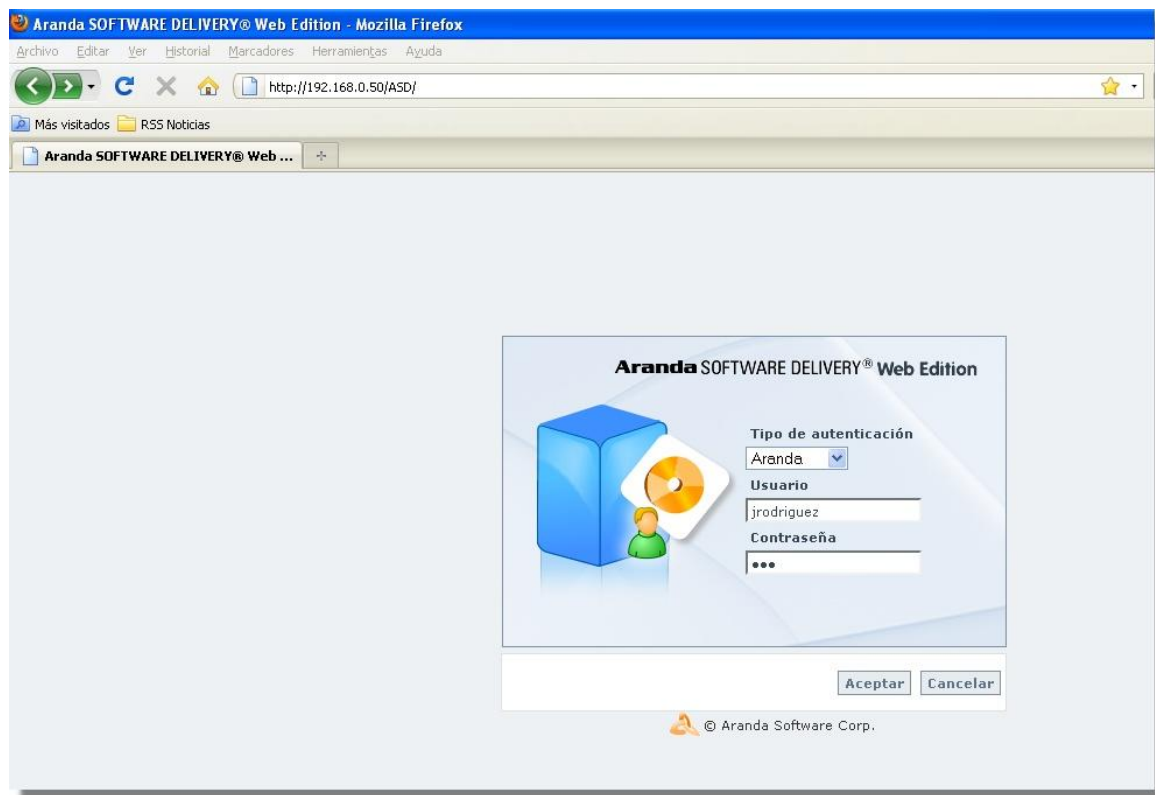 Aranda SOFTWARE DELIVERY® Web Edition - Mozilla Firefox
Archivo Editar Ver Historial Marcadores Herramientas Ayuda
http://192.168.0.50/ASD/
Más visitados RSS Noticias
Aranda SOFTWARE DELIVERY® Web ...
Aranda SOFTWARE DELIVERY® Web Edition
Tipo de autenticación
Aranda
Usuario
jrodriguez
Contraseña
•••
Aceptar Cancelar
© Aranda Software Corp.